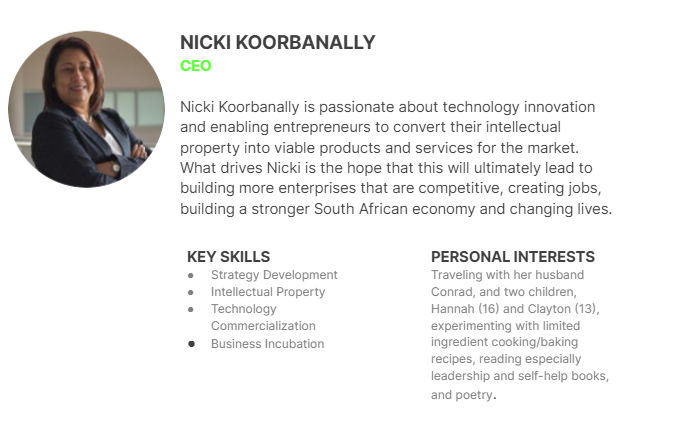 NICKI KOORBANALLY
CEO
Nicki Koorbanally is passionate about technology innovation
and enabling entrepreneurs to convert their intellectual
property into viable products and services for the market.
What drives Nicki is the hope that this will ultimately lead to
building more enterprises that are competitive, creating jobs,
building a stronger South African economy and changing lives.
KEY SKILLS
• Strategy Development
• Intellectual Property
• Technology
Commercialization
• Business Incubation
PERSONAL INTERESTS
Traveling with her husband
Conrad, and two children,
Hannah (16) and Clayton (13),
experimenting with limited
ingredient cooking/baking
recipes, reading especially
leadership and self-help books,
and poetry.